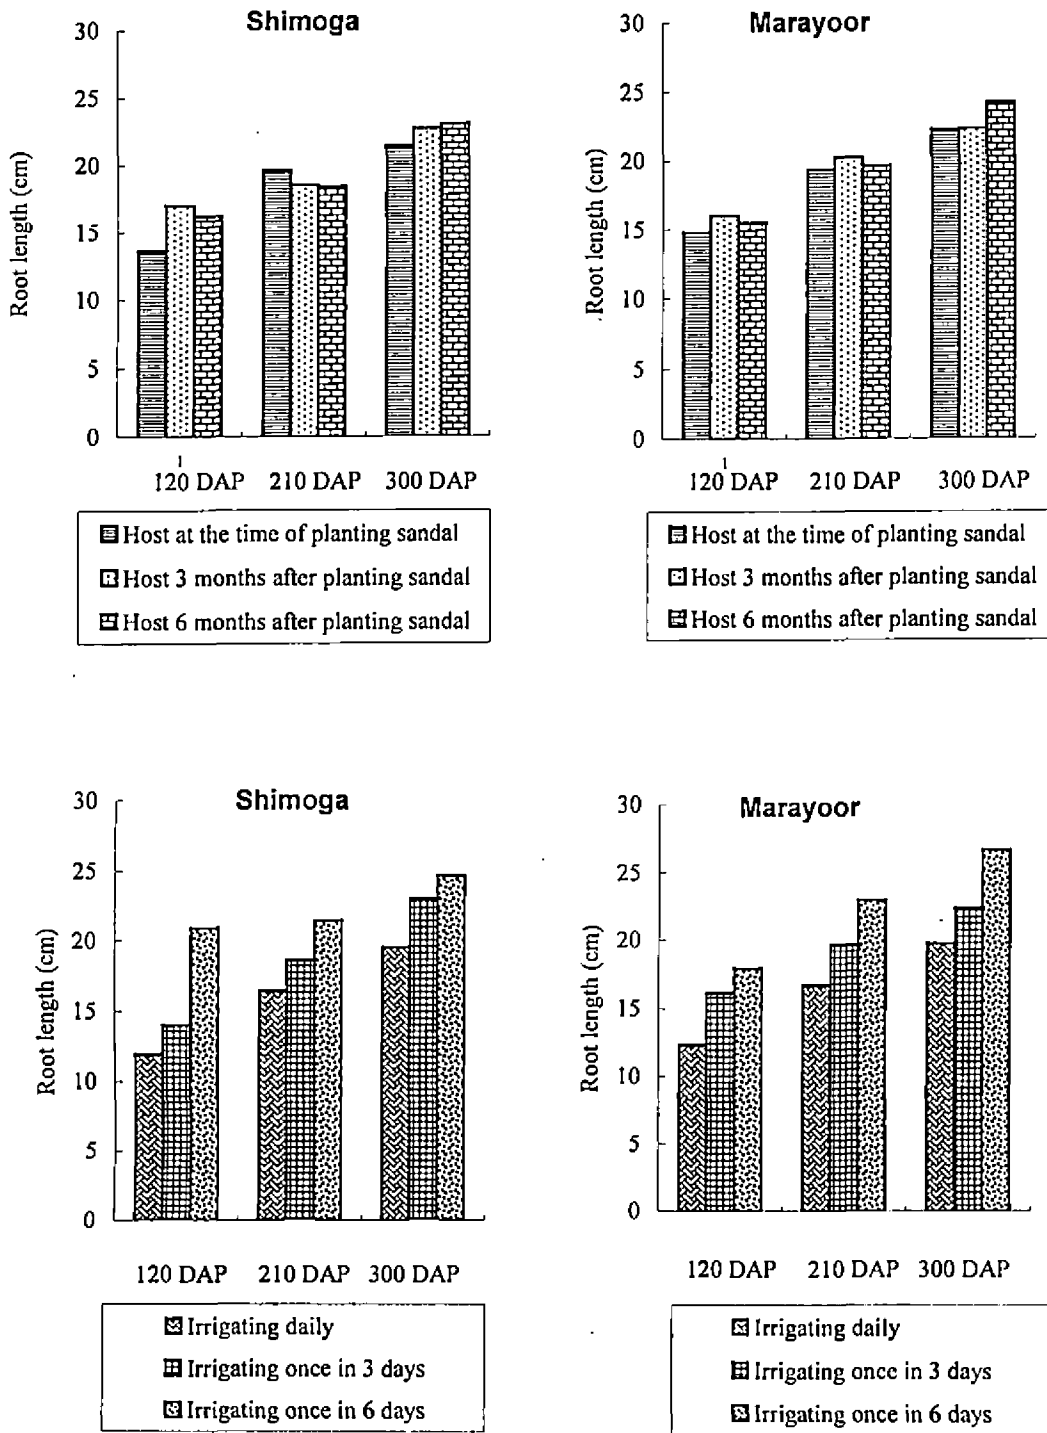 Shimoga
30
25
20
15
10
5
0
Root length (cm)
120 DAP 210 DAP 300 DAP
Host at the time of planting sandal
Host 3 months after planting sandal
Host 6 months after planting sandal
Marayoor
30
25
20
15
10
5
0
Root length (cm)
120 DAP 210 DAP 300 DAP
Host at the time of planting sandal
Host 3 months after planting sandal
Host 6 months after planting sandal
Shimoga
30
25
20
15
10
5
0
Root length (cm)
120 DAP 210 DAP 300 DAP
Irrigating daily
Irrigating once in 3 days
Irrigating once in 6 days
Marayoor
30
25
20
15
10
5
0
Root length (cm)
120 DAP 210 DAP 300 DAP
Irrigating daily
Irrigating once in 3 days
Irrigating once in 6 days